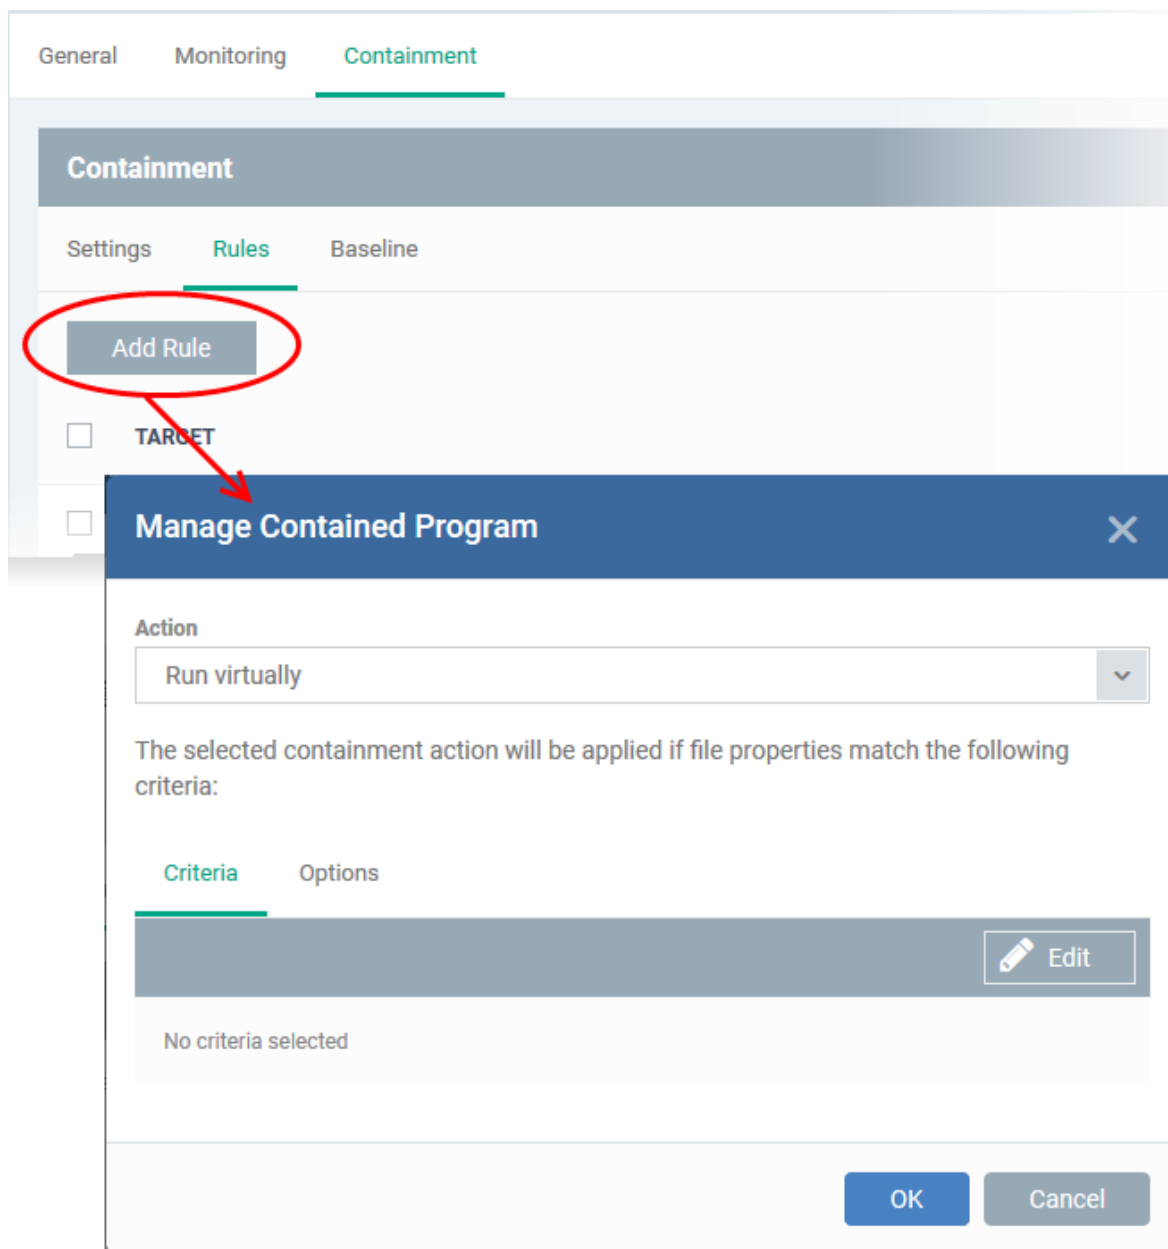 General Monitoring Containment
Containment
Settings Rules Baseline
Add Rule
TARGET
Manage Contained Program
Action
Run virtually
The selected containment action will be applied if file properties match the following
criteria:
Criteria Options
Edit
No criteria selected
OK Cancel